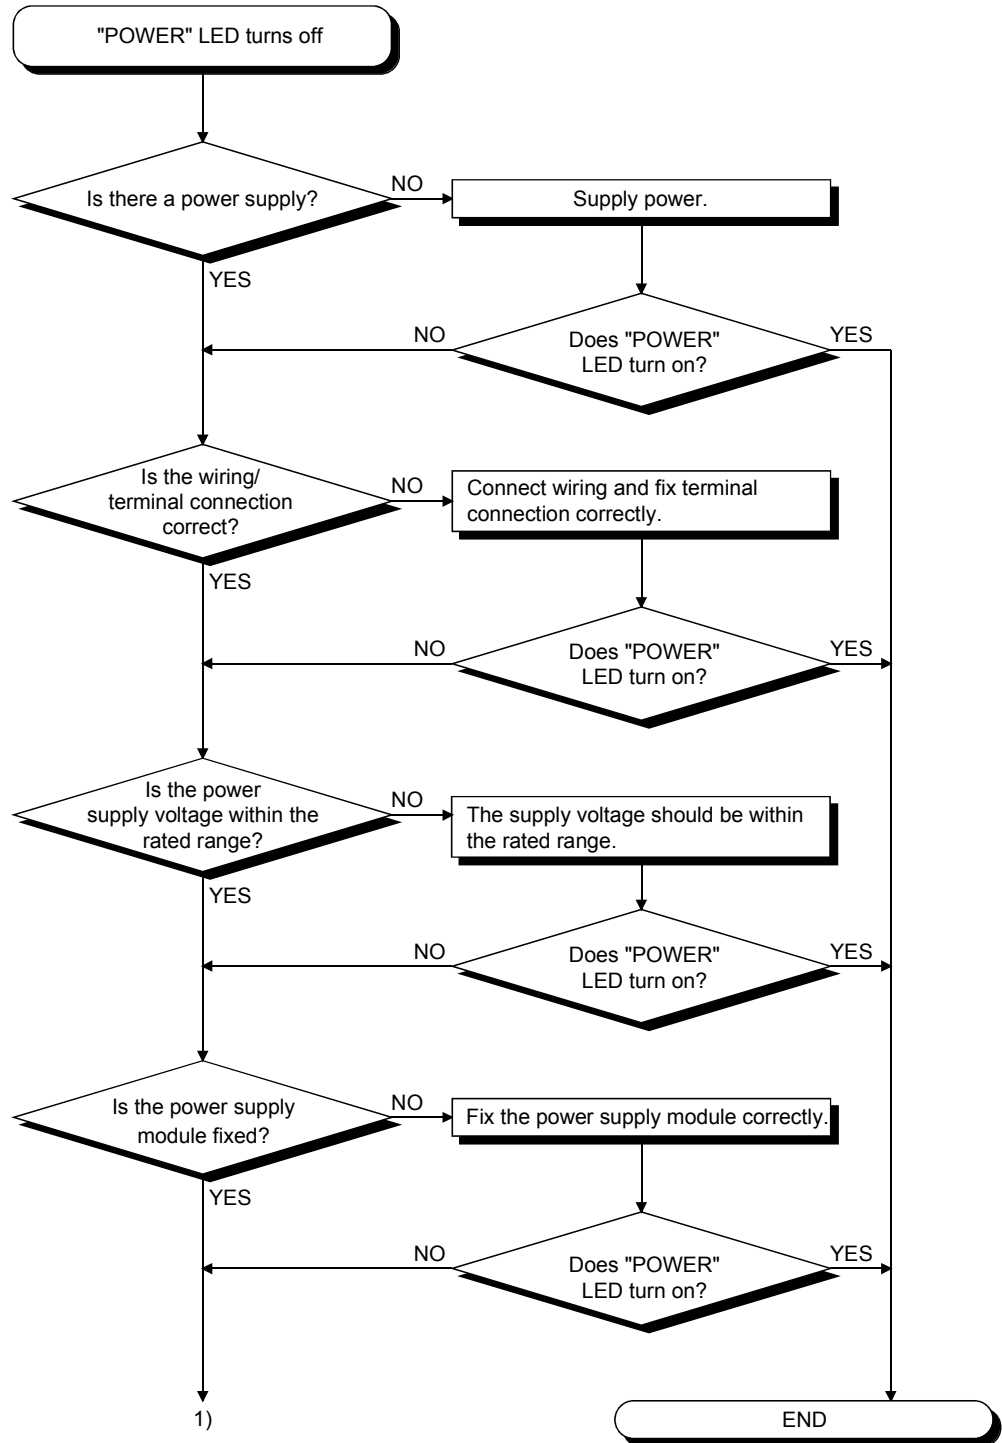 "POWER" LED turns off
Is there a power supply?
NO
Supply power.
YES
NO
Does "POWER"
LED turn on?
YES
Is the wiring/
terminal connection
correct?
NO
Connect wiring and fix terminal
connection correctly.
YES
NO
Does "POWER"
LED turn on?
YES
Is the power
supply voltage within the
rated range?
NO
The supply voltage should be within
the rated range.
YES
NO
Does "POWER"
LED turn on?
YES
Is the power supply
module fixed?
NO
Fix the power supply module correctly.
YES
NO
Does "POWER"
LED turn on?
YES
1)
END